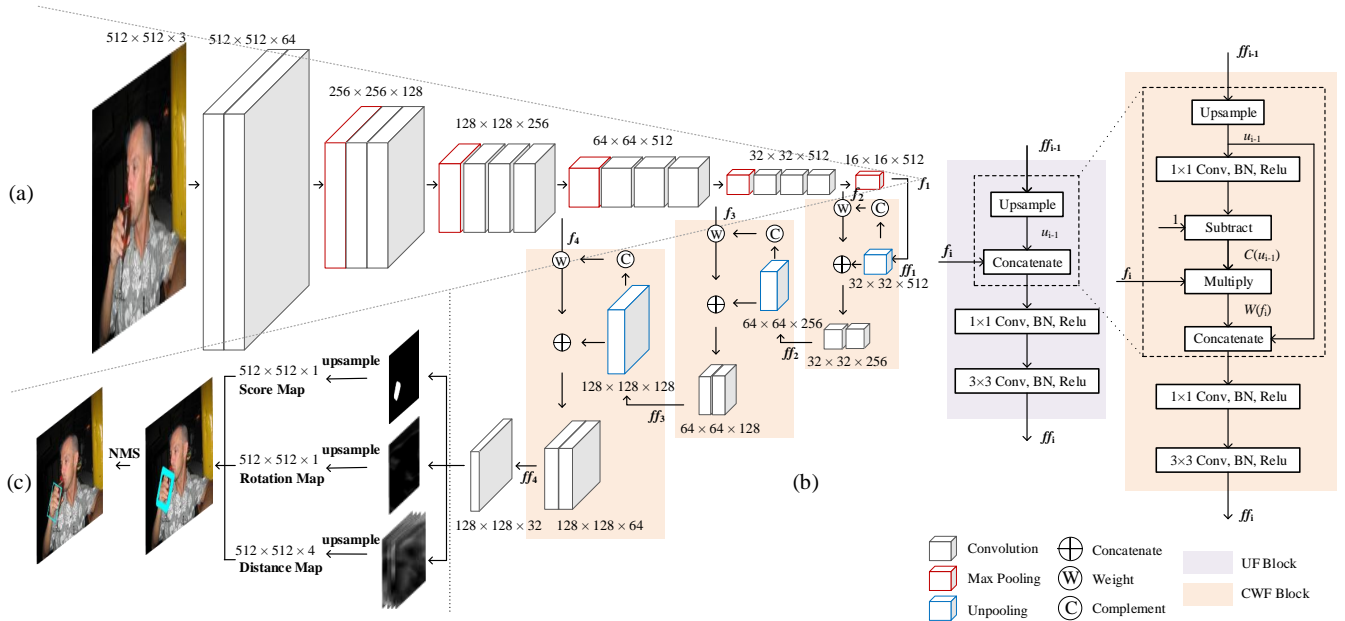 512 × 512 × 3
512 × 512 × 64
256 × 256 × 128
128 × 128 × 256
64 × 64 × 512
32 × 32 × 512
16 × 16 × 512
(a)
f₁
f₂
f₃
f₄
W
C
ff₁
32 × 32 × 512
W
C
64 × 64 × 256
ff₂
32 × 32 × 256
W
C
128 × 128 × 128
ff₃
64 × 64 × 128
(b)
ff₄
128 × 128 × 32
128 × 128 × 64
(c)
NMS
512 × 512 × 1
Score Map
upsample
512 × 512 × 1
Rotation Map
upsample
512 × 512 × 4
Distance Map
upsample
ffᵢ₋₁
Upsample
uᵢ₋₁
fᵢ
Concatenate
1×1 Conv, BN, Relu
3×3 Conv, BN, Relu
ffᵢ
ffᵢ₋₁
Upsample
uᵢ₋₁
1×1 Conv, BN, Relu
1
Subtract
C(uᵢ₋₁)
fᵢ
Multiply
W(fᵢ)
Concatenate
1×1 Conv, BN, Relu
3×3 Conv, BN, Relu
ffᵢ
Convolution
Max Pooling
Unpooling
Concatenate
W Weight
C Complement
UF Block
CWF Block